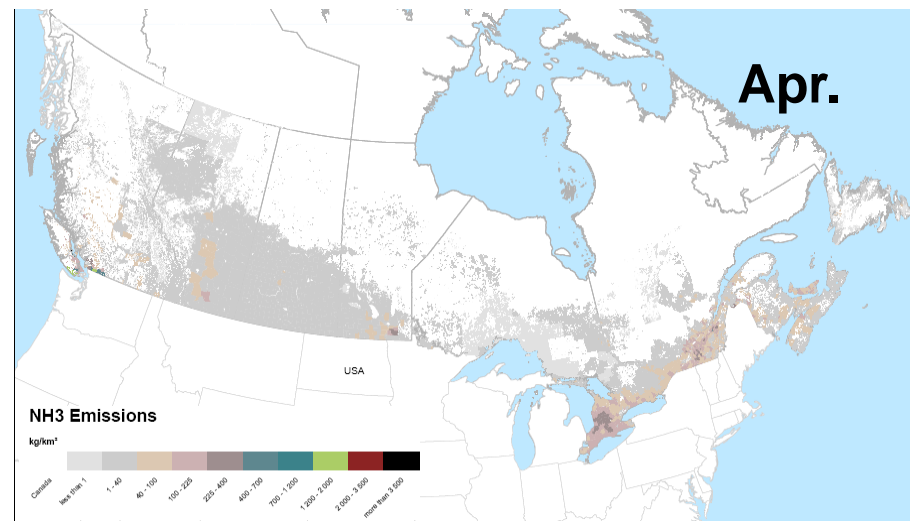 Apr.
USA
NH3 Emissions
kg/km²
Canada
less than 1
1 - 40
40 - 100
100 - 225
225 - 400
400 - 700
700 - 1 200
1 200 - 2 000
2 000 - 3 500
more than 3 500